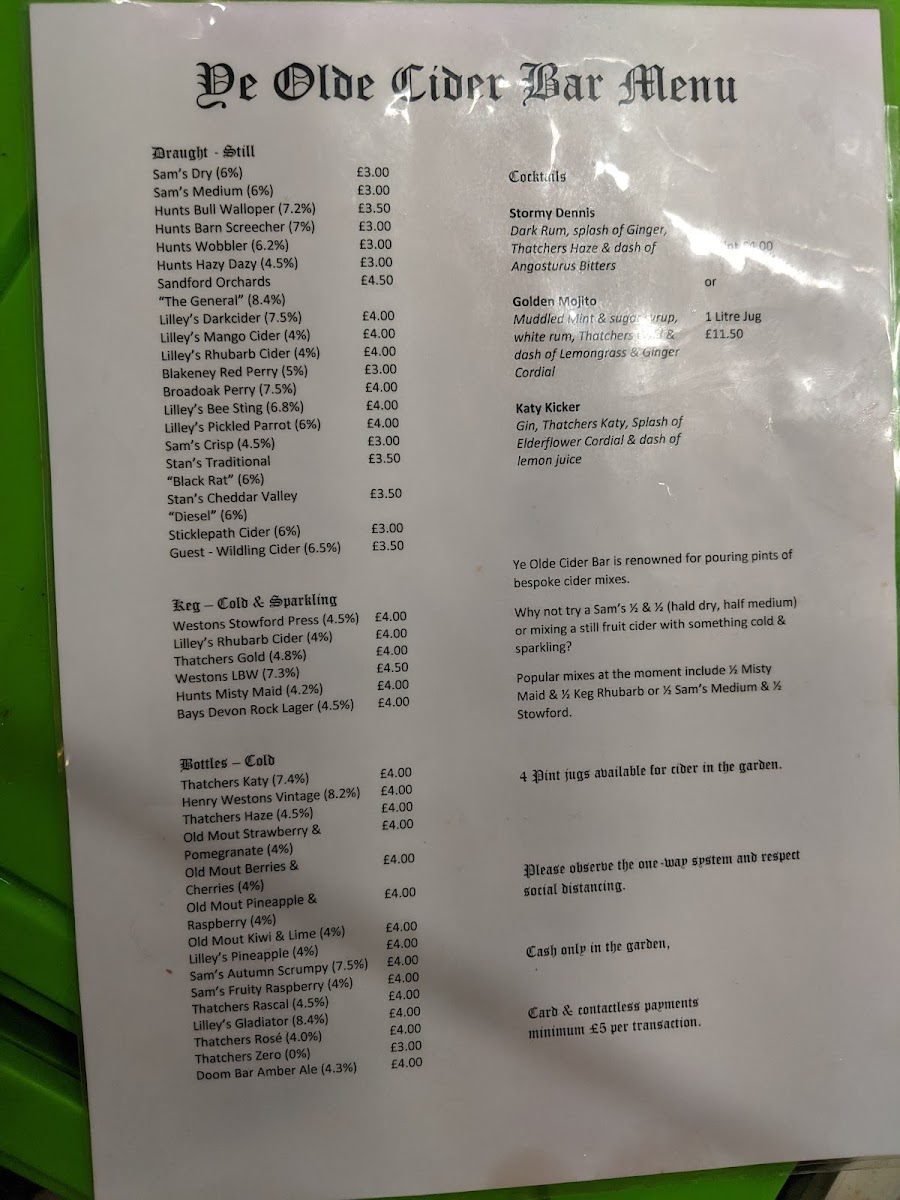 Ye Olde Cider Bar Menu
Draught - Still
Sam's Dry (6%) £3.00
Sam's Medium (6%) £3.00
Hunts Bull Walloper (7.2%) £3.50
Hunts Barn Screecher (7%) £3.00
Hunts Wobbler (6.2%) £3.00
Hunts Hazy Dazy (4.5%) £3.00
Sandford Orchards £4.50
"The General" (8.4%)
Lilley's Darkcider (7.5%) £4.00
Lilley's Mango Cider (4%) £4.00
Lilley's Rhubarb Cider (4%) £4.00
Blakeney Red Perry (5%) £3.00
Broadoak Perry (7.5%) £4.00
Lilley's Bee Sting (6.8%) £4.00
Lilley's Pickled Parrot (6%) £4.00
Sam's Crisp (4.5%) £3.00
Stan's Traditional £3.50
"Black Rat" (6%)
Stan's Cheddar Valley £3.50
"Diesel" (6%)
Sticklepath Cider (6%) £3.00
Guest - Wildling Cider (6.5%) £3.50
Keg – Cold & Sparkling
Westons Stowford Press (4.5%) £4.00
Lilley's Rhubarb Cider (4%) £4.00
Thatchers Gold (4.8%) £4.00
Westons LBW (7.3%) £4.50
Hunts Misty Maid (4.2%) £4.00
Bays Devon Rock Lager (4.5%) £4.00
Bottles – Cold
Thatchers Katy (7.4%) £4.00
Henry Westons Vintage (8.2%) £4.00
Thatchers Haze (4.5%) £4.00
Old Mout Strawberry & £4.00
Pomegranate (4%)
Old Mout Berries & £4.00
Cherries (4%)
Old Mout Pineapple & £4.00
Raspberry (4%)
Old Mout Kiwi & Lime (4%) £4.00
Lilley's Pineapple (4%) £4.00
Sam's Autumn Scrumpy (7.5%) £4.00
Sam's Fruity Raspberry (4%) £4.00
Thatchers Rascal (4.5%) £4.00
Lilley's Gladiator (8.4%) £4.00
Thatchers Rosé (4.0%) £4.00
Thatchers Zero (0%) £3.00
Doom Bar Amber Ale (4.3%) £4.00
Cocktails
Stormy Dennis
Dark Rum, splash of Ginger,
Thatchers Haze & dash of
Angosturus Bitters
or
Golden Mojito
Muddled Mint & sugar syrup, 1 Litre Jug
white rum, Thatchers & £11.50
dash of Lemongrass & Ginger
Cordial
Katy Kicker
Gin, Thatchers Katy, Splash of
Elderflower Cordial & dash of
lemon juice
Ye Olde Cider Bar is renowned for pouring pints of
bespoke cider mixes.
Why not try a Sam's ½ & ½ (hald dry, half medium)
or mixing a still fruit cider with something cold &
sparkling?
Popular mixes at the moment include ½ Misty
Maid & ½ Keg Rhubarb or ½ Sam's Medium & ½
Stowford.
4 Pint jugs available for cider in the garden.
Please observe the one-way system and respect
social distancing.
Cash only in the garden,
Card & contactless payments
minimum £5 per transaction.